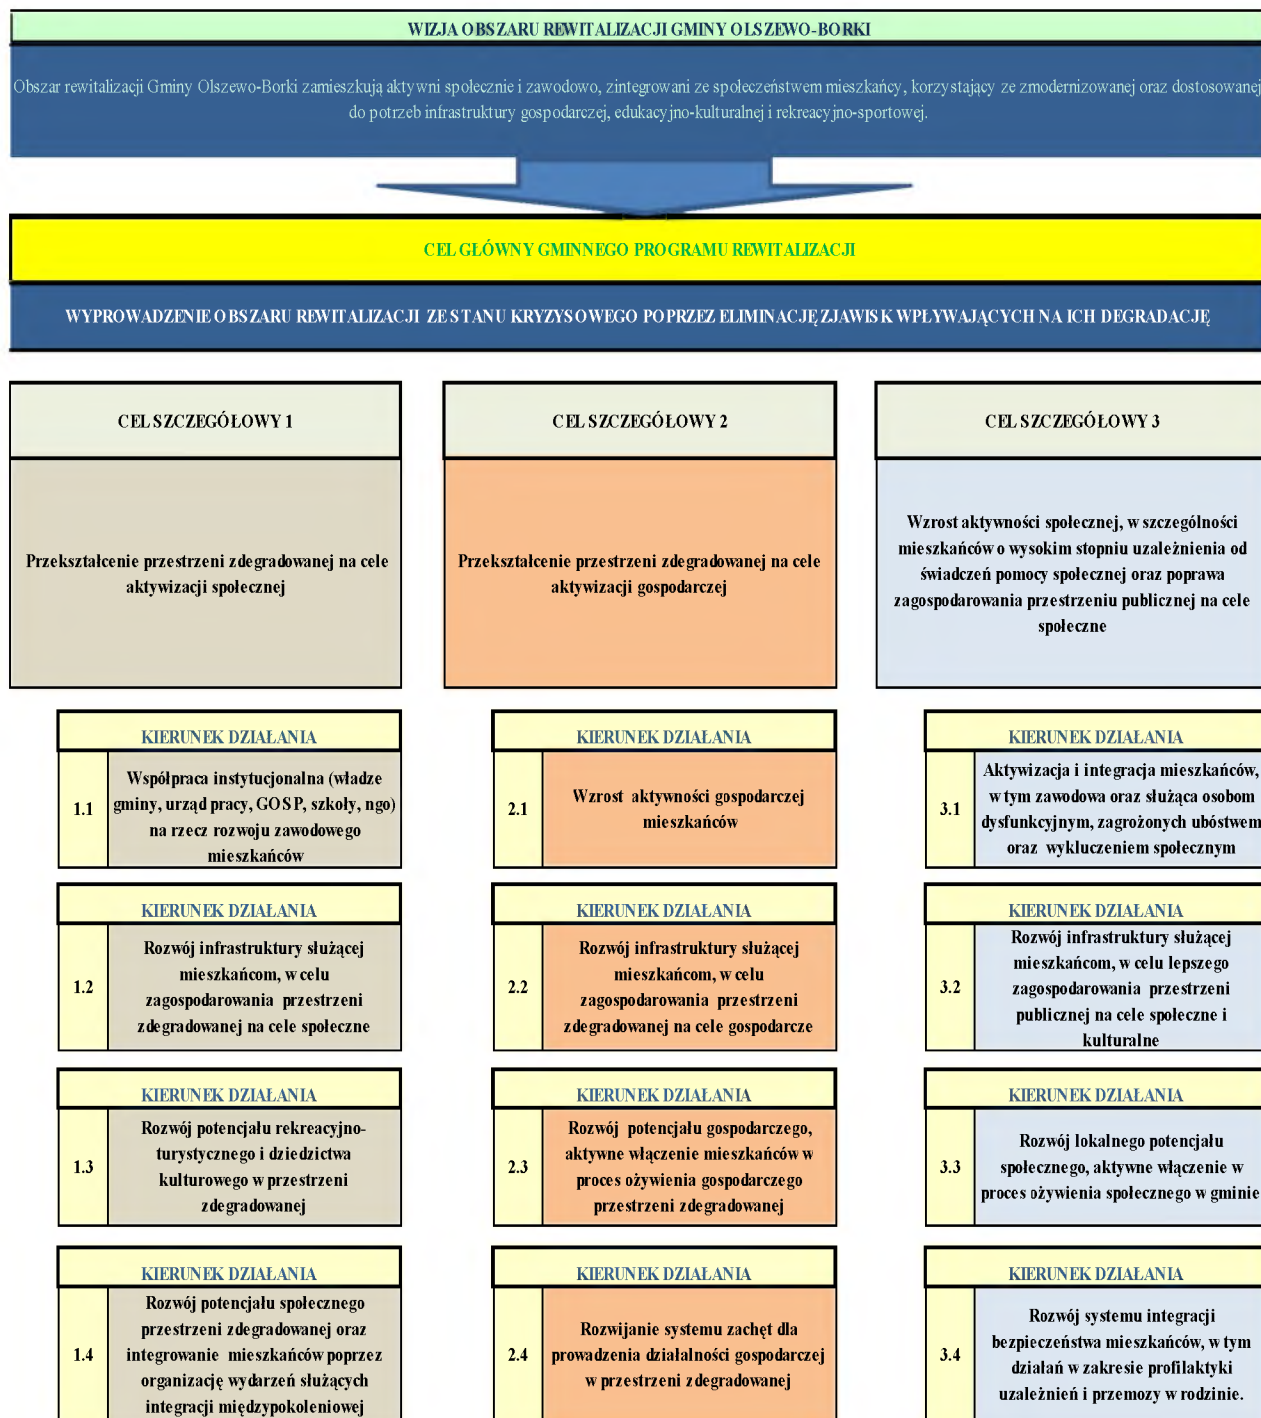 WIZJA OBSZARU REWITALIZACJI GMINY OLSZEWO-BORKI
Obszar rewitalizacji Gminy Olszewo-Borki zamieszkują aktywni społecznie i zawodowo, zintegrowani ze społeczeństwem mieszkańcy, korzystający ze zmodernizowanej oraz dostosowanej
do potrzeb infrastruktury gospodarczej, edukacyjno-kulturalnej i rekreacyjno-sportowej.
CEL GŁÓWNY GMINNEGO PROGRAMU REWITALIZACJI
WYPROWADZENIE OBSZARU REWITALIZACJI ZE STANU KRYZYSOWEGO POPRZEZ ELIMINACJĘ ZJAWISK WPŁYWAJĄCYCH NA ICH DEGRADACJĘ
CEL SZCZEGÓŁOWY 1
Przekształcenie przestrzeni zdegradowanej na cele
aktywizacji społecznej
KIERUNEK DZIAŁANIA
1.1
Współpraca instytucjonalna (władze
gminy, urząd pracy, GOSP, szkoły, ngo)
na rzecz rozwoju zawodowego
mieszkańców
KIERUNEK DZIAŁANIA
1.2
Rozwój infrastruktury służącej
mieszkańcom, w celu
zagospodarowania przestrzeni
zdegradowanej na cele społeczne
KIERUNEK DZIAŁANIA
1.3
Rozwój potencjału rekreacyjno-
turystycznego i dziedzictwa
kulturowego w przestrzeni
zdegradowanej
KIERUNEK DZIAŁANIA
1.4
Rozwój potencjału społecznego
przestrzeni zdegradowanej oraz
integrowanie mieszkańców poprzez
organizację wydarzeń służących
integracji międzypokoleniowej
CEL SZCZEGÓŁOWY 2
Przekształcenie przestrzeni zdegradowanej na cele
aktywizacji gospodarczej
KIERUNEK DZIAŁANIA
2.1
Wzrost aktywności gospodarczej
mieszkańców
KIERUNEK DZIAŁANIA
2.2
Rozwój infrastruktury służącej
mieszkańcom, w celu
zagospodarowania przestrzeni
zdegradowanej na cele gospodarcze
KIERUNEK DZIAŁANIA
2.3
Rozwój potencjału gospodarczego,
aktywne włączenie mieszkańców w
proces ożywienia gospodarczego
przestrzeni zdegradowanej
KIERUNEK DZIAŁANIA
2.4
Rozwijanie systemu zachęt dla
prowadzenia działalności gospodarczej
w przestrzeni zdegradowanej
CEL SZCZEGÓŁOWY 3
Wzrost aktywności społecznej, w szczególności
mieszkańców o wysokim stopniu uzależnienia od
świadczeń pomocy społecznej oraz poprawa
zagospodarowania przestrzeniu publicznej na cele
społeczne
KIERUNEK DZIAŁANIA
3.1
Aktywizacja i integracja mieszkańców,
w tym zawodowa oraz służąca osobom
dysfunkcyjnym, zagrożonych ubóstwem
oraz wykluczeniem społecznym
KIERUNEK DZIAŁANIA
3.2
Rozwój infrastruktury służącej
mieszkańcom, w celu lepszego
zagospodarowania przestrzeni
publicznej na cele społeczne i
kulturalne
KIERUNEK DZIAŁANIA
3.3
Rozwój lokalnego potencjału
społecznego, aktywne włączenie w
proces ożywienia społecznego w gminie
KIERUNEK DZIAŁANIA
3.4
Rozwój systemu integracji
bezpieczeństwa mieszkańców, w tym
działań w zakresie profilaktyki
uzależnień i przemozy w rodzinie.